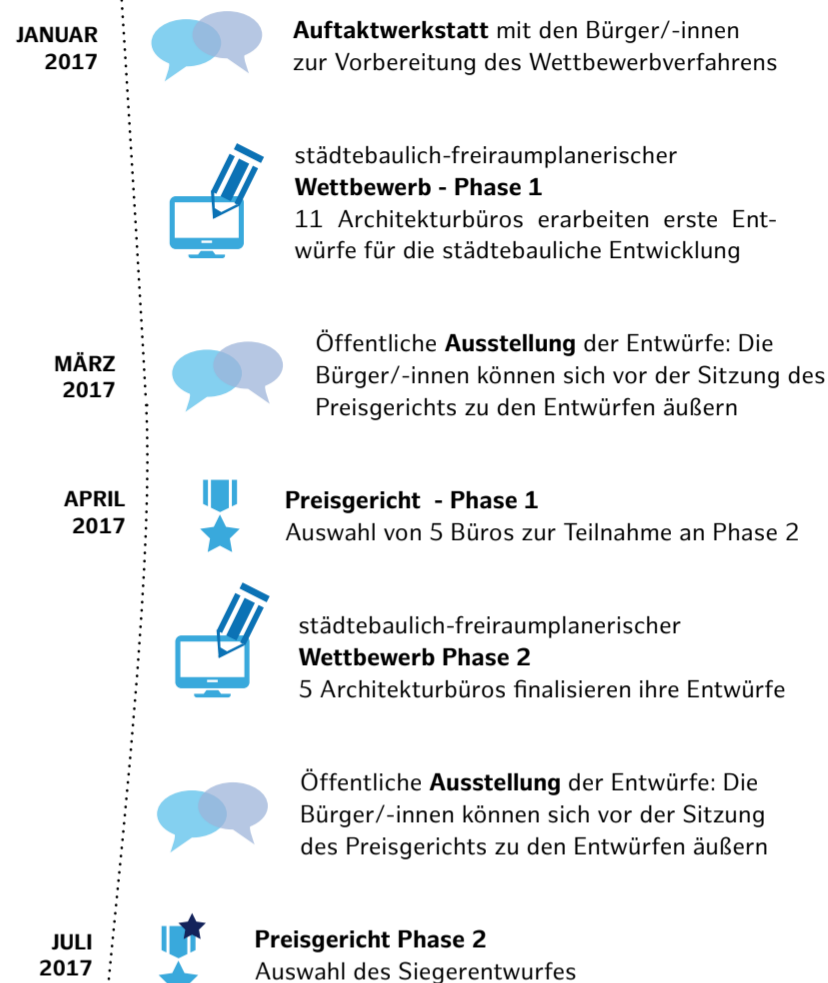 JANUAR
2017
Auftaktwerkstatt mit den Bürger/-innen
zur Vorbereitung des Wettbewerbverfahrens
städtebaulich-freiraumplanerischer
Wettbewerb - Phase 1
11 Architekturbüros erarbeiten erste Ent-
würfe für die städtebauliche Entwicklung
MÄRZ
2017
Öffentliche Ausstellung der Entwürfe: Die
Bürger/-innen können sich vor der Sitzung des
Preisgerichts zu den Entwürfen äußern
APRIL
2017
Preisgericht - Phase 1
Auswahl von 5 Büros zur Teilnahme an Phase 2
städtebaulich-freiraumplanerischer
Wettbewerb Phase 2
5 Architekturbüros finalisieren ihre Entwürfe
Öffentliche Ausstellung der Entwürfe: Die
Bürger/-innen können sich vor der Sitzung
des Preisgerichts zu den Entwürfen äußern
JULI
2017
Preisgericht Phase 2
Auswahl des Siegerentwurfes